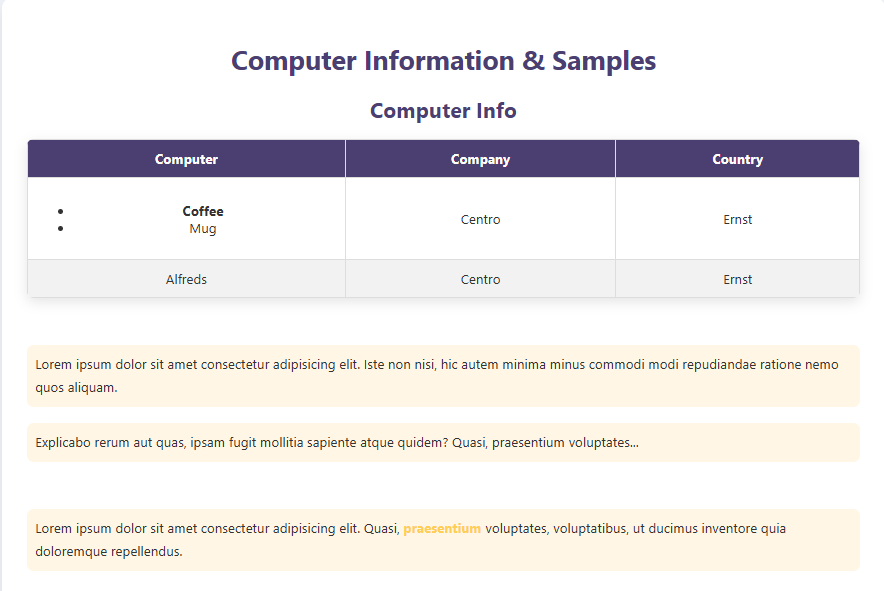 Computer Information & Samples
Computer Info
Computer Company Country
• Coffee
• Mug
Centro Ernst
Alfreds Centro Ernst
Lorem ipsum dolor sit amet consectetur adipisicing elit. Iste non nisi, hic autem minima minus commodi modi repudiandae ratione nemo
quos aliquam.
Explicabo rerum aut quas, ipsam fugit mollitia sapiente atque quidem? Quasi, praesentium voluptates...
Lorem ipsum dolor sit amet consectetur adipisicing elit. Quasi, praesentium voluptates, voluptatibus, ut ducimus inventore quia
doloremque repellendus.